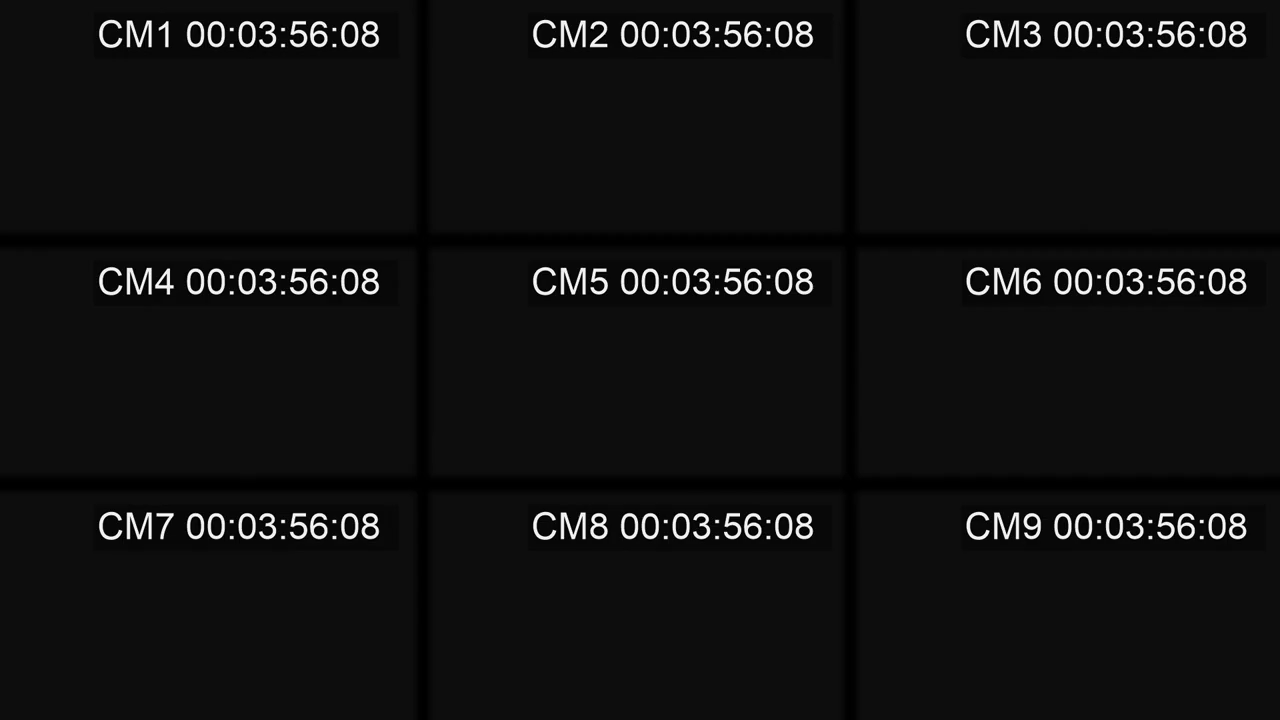 CM1 00:03:56:08
CM2 00:03:56:08
CM3 00:03:56:08
CM4 00:03:56:08
CM5 00:03:56:08
CM6 00:03:56:08
CM7 00:03:56:08
CM8 00:03:56:08
CM9 00:03:56:08